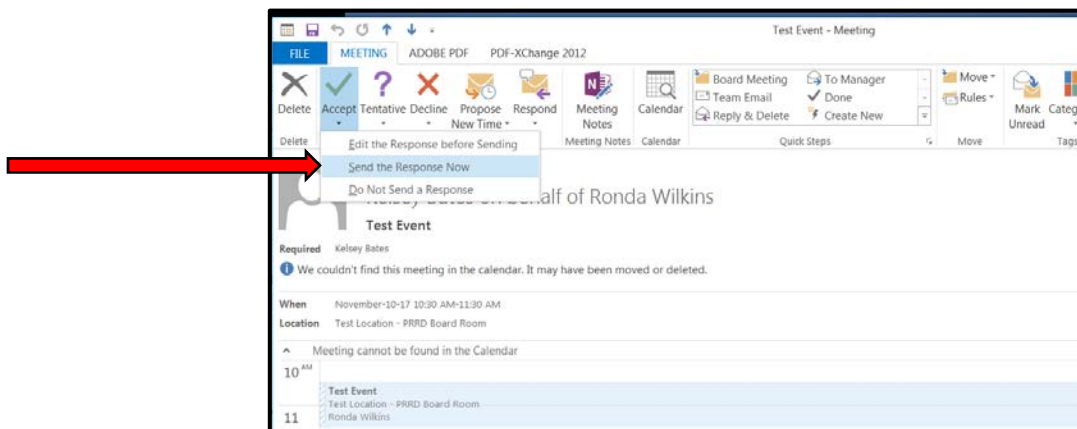 Test Event - Meeting
FILE MEETING ADOBE PDF PDF-XChange 2012
Delete Accept Tentative Decline Propose New Time Respond Meeting Notes Calendar
Board Meeting To Manager
Team Email Done
Reply & Delete Create New
Move
Rules
Mark Unread Categ
Delete Meeting Notes Calendar Quick Steps Move Tags
Edit the Response before Sending
Send the Response Now
Do Not Send a Response
Kelsey Bates on behalf of Ronda Wilkins
Test Event
Required Kelsey Bates
We couldn't find this meeting in the calendar. It may have been moved or deleted.
When November-10-17 10:30 AM-11:30 AM
Location Test Location - PRRD Board Room
Meeting cannot be found in the Calendar
10 AM
Test Event
Test Location - PRRD Board Room
11 Ronda Wilkins